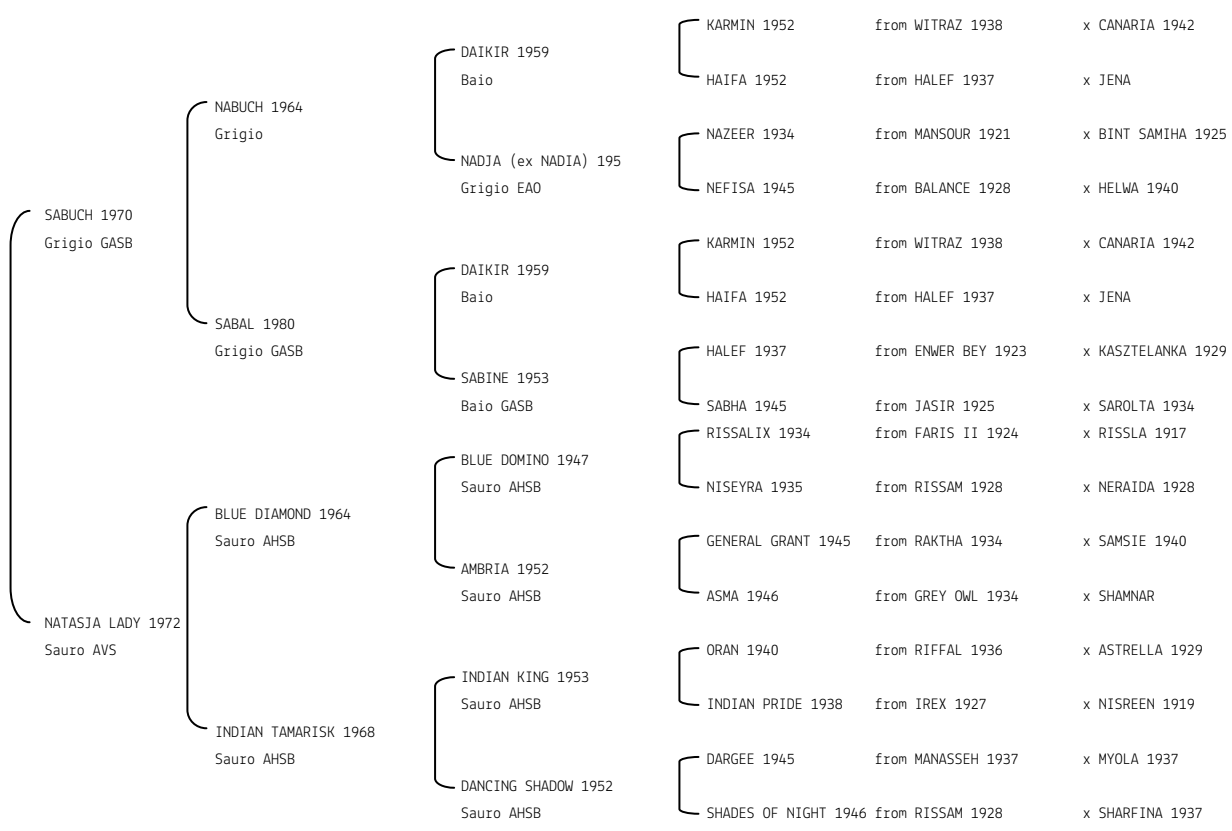 KARMIN 1952 from WITRAZ 1938 x CANARIA 1942
DAIKIR 1959
Baio
HAIFA 1952 from HALEF 1937 x JENA
NABUCH 1964
Grigio
NAZEER 1934 from MANSOUR 1921 x BINT SAMIHA 1925
NADJA (ex NADIA) 195
Grigio EAO
NEFISA 1945 from BALANCE 1928 x HELWA 1940
SABUCH 1970
Grigio GASB
KARMIN 1952 from WITRAZ 1938 x CANARIA 1942
DAIKIR 1959
Baio
HAIFA 1952 from HALEF 1937 x JENA
SABAL 1980
Grigio GASB
HALEF 1937 from ENWER BEY 1923 x KASZTELANKA 1929
SABINE 1953
Baio GASB
SABHA 1945 from JASIR 1925 x SAROLTA 1934
RISSALIX 1934 from FARIS II 1924 x RISSLA 1917
BLUE DOMINO 1947
Sauro AHSB
NISEYRA 1935 from RISSAM 1928 x NERAIDA 1928
BLUE DIAMOND 1964
Sauro AHSB
GENERAL GRANT 1945 from RAKTHA 1934 x SAMSIE 1940
AMBRIA 1952
Sauro AHSB
ASMA 1946 from GREY OWL 1934 x SHAMNAR
NATASJA LADY 1972
Sauro AVS
ORAN 1940 from RIFFAL 1936 x ASTRELLA 1929
INDIAN KING 1953
Sauro AHSB
INDIAN PRIDE 1938 from IREX 1927 x NISREEN 1919
INDIAN TAMARISK 1968
Sauro AHSB
DARGEE 1945 from MANASSEH 1937 x MYOLA 1937
DANCING SHADOW 1952
Sauro AHSB
SHADES OF NIGHT 1946 from RISSAM 1928 x SHARFINA 1937